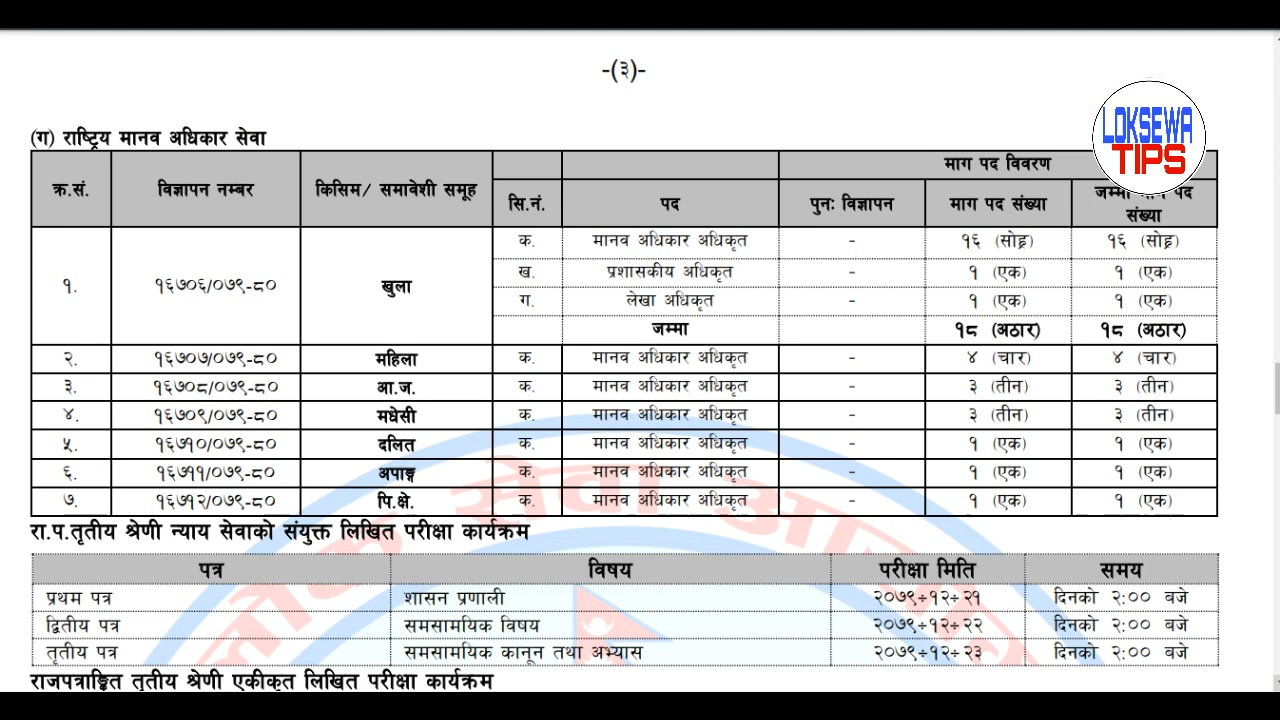 -(३)-
LOKSEWA
TIPS
(ग) राष्ट्रिय मानव अधिकार सेवा
क्र.सं. विज्ञापन नम्बर किसिम/ समावेशी समूह माग पद विवरण
सि.नं. पद पुनः विज्ञापन माग पद संख्या जम्मा माग पद संख्या
१. १६७०६/०७९-८० खुला क. मानव अधिकार अधिकृत - १६ (सोह्र) १६ (सोह्र)
ख. प्रशासकीय अधिकृत - १ (एक) १ (एक)
ग. लेखा अधिकृत - १ (एक) १ (एक)
जम्मा १८ (अठार) १८ (अठार)
२. १६७०७/०७९-८० महिला क. मानव अधिकार अधिकृत - ४ (चार) ४ (चार)
३. १६७०८/०७९-८० आ.ज. क. मानव अधिकार अधिकृत - ३ (तीन) ३ (तीन)
४. १६७०९/०७९-८० मधेसी क. मानव अधिकार अधिकृत - ३ (तीन) ३ (तीन)
५. १६७१०/०७९-८० दलित क. मानव अधिकार अधिकृत - १ (एक) १ (एक)
६. १६७११/०७९-८० अपाङ्ग क. मानव अधिकार अधिकृत - १ (एक) १ (एक)
७. १६७१२/०७९-८० पि.क्षे. क. मानव अधिकार अधिकृत - १ (एक) १ (एक)
रा.प.तृतीय श्रेणी न्याय सेवाको संयुक्त लिखित परीक्षा कार्यक्रम
पत्र विषय परीक्षा मिति समय
प्रथम पत्र शासन प्रणाली २०७९÷१२÷२१ दिनको २:०० बजे
द्वितीय पत्र समसामयिक विषय २०७९÷१२÷२२ दिनको २:०० बजे
तृतीय पत्र समसामयिक कानून तथा अभ्यास २०७९÷१२÷२३ दिनको २:०० बजे
राजपत्राङ्कित तृतीय श्रेणी एकीकृत लिखित परीक्षा कार्यक्रम